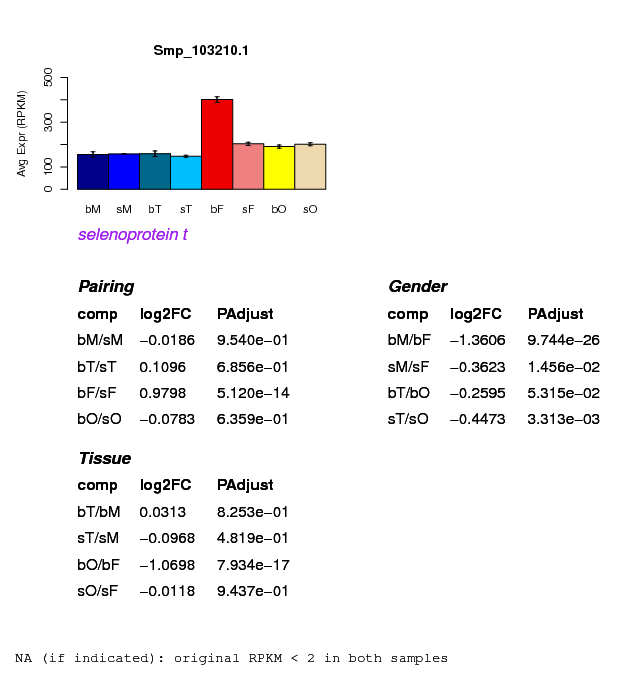 Smp_103210.1
Avg Expr (RPKM)
500
300
100
0
bM sM bT sT bF sF bO sO
selenoprotein t
Pairing
comp log2FC PAdjust
bM/sM −0.0186 9.540e−01
bT/sT 0.1096 6.856e−01
bF/sF 0.9798 5.120e−14
bO/sO −0.0783 6.359e−01
Gender
comp log2FC PAdjust
bM/bF −1.3606 9.744e−26
sM/sF −0.3623 1.456e−02
bT/bO −0.2595 5.315e−02
sT/sO −0.4473 3.313e−03
Tissue
comp log2FC PAdjust
bT/bM 0.0313 8.253e−01
sT/sM −0.0968 4.819e−01
bO/bF −1.0698 7.934e−17
sO/sF −0.0118 9.437e−01
NA (if indicated): original RPKM < 2 in both samples